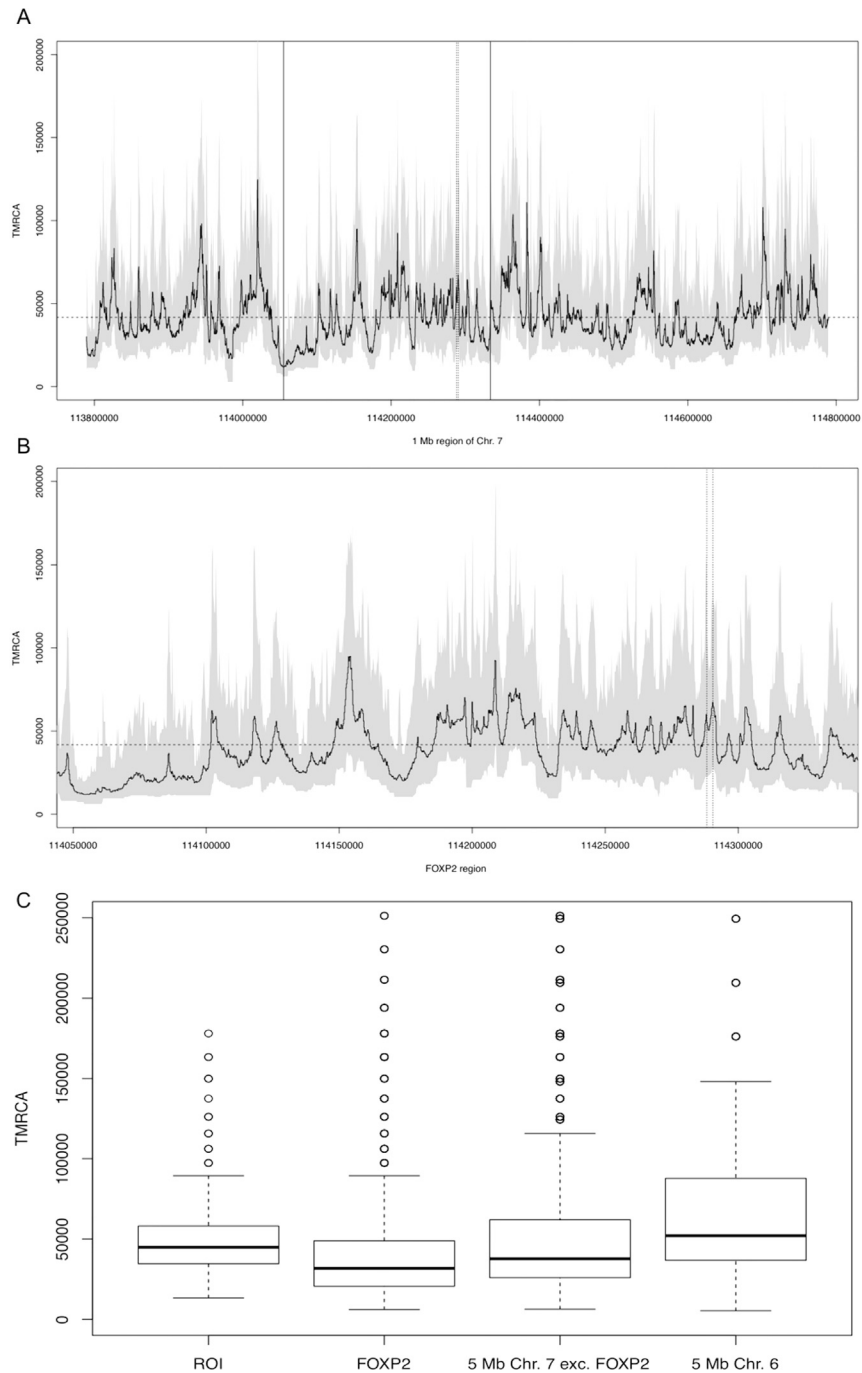 A
TMRCA
200000
150000
100000
50000
0
113800000 114000000 114200000 114400000 114600000 114800000
1 Mb region of Chr. 7
B
TMRCA
200000
150000
100000
50000
0
114050000 114100000 114150000 114200000 114250000 114300000
FOXP2 region
C
TMRCA
250000
200000
150000
100000
50000
0
ROI FOXP2 5 Mb Chr. 7 exc. FOXP2 5 Mb Chr. 6